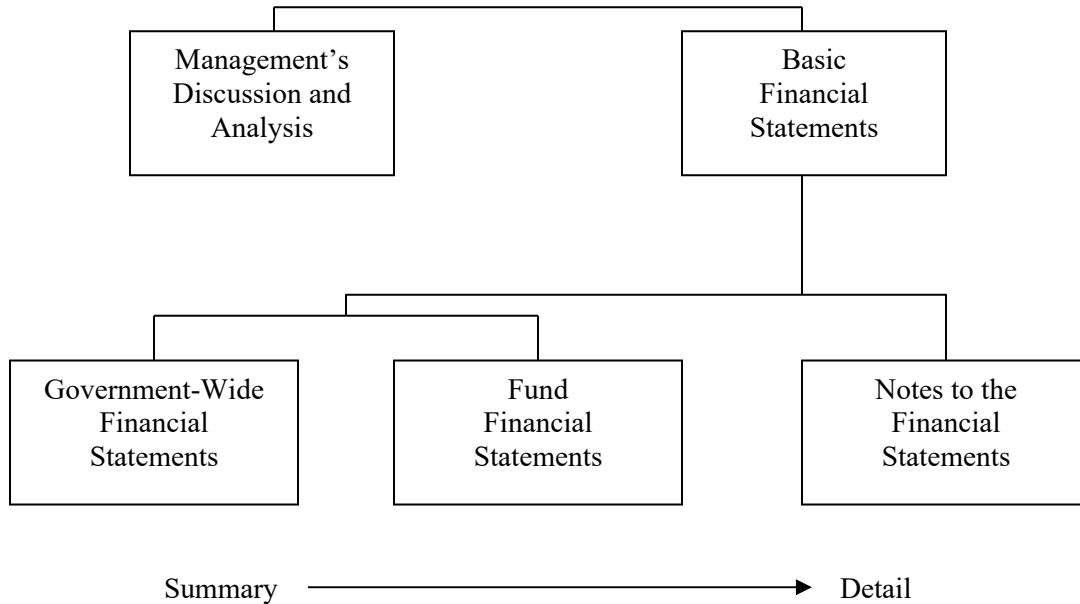 Management’s
Discussion and
Analysis
Basic
Financial
Statements
Government-Wide
Financial
Statements
Fund
Financial
Statements
Notes to the
Financial
Statements
Summary
Detail